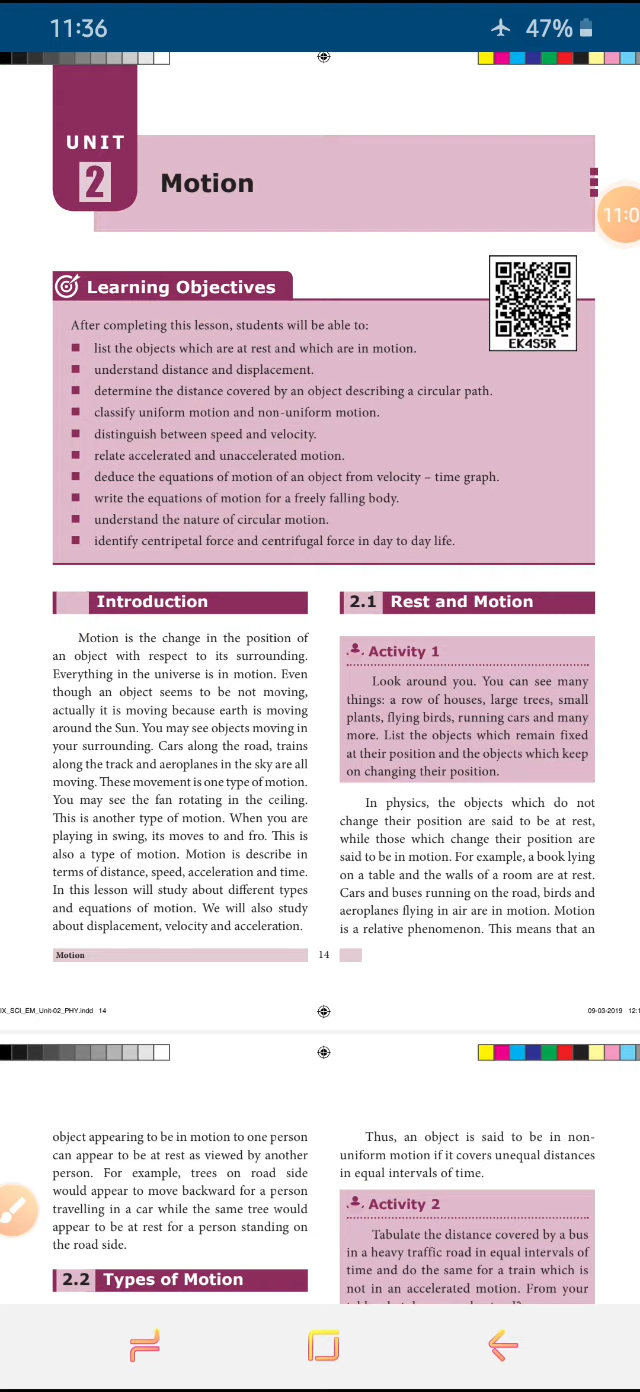 11:36
47%
UNIT
2
Motion
11:0
Learning Objectives
EK4S5R
After completing this lesson, students will be able to:
list the objects which are at rest and which are in motion.
understand distance and displacement.
determine the distance covered by an object describing a circular path.
classify uniform motion and non-uniform motion.
distinguish between speed and velocity.
relate accelerated and unaccelerated motion.
deduce the equations of motion of an object from velocity – time graph.
write the equations of motion for a freely falling body.
understand the nature of circular motion.
identify centripetal force and centrifugal force in day to day life.
Introduction
Motion is the change in the position of
an object with respect to its surrounding.
Everything in the universe is in motion. Even
though an object seems to be not moving,
actually it is moving because earth is moving
around the Sun. You may see objects moving in
your surrounding. Cars along the road, trains
along the track and aeroplanes in the sky are all
moving. These movement is one type of motion.
You may see the fan rotating in the ceiling.
This is another type of motion. When you are
playing in swing, its moves to and fro. This is
also a type of motion. Motion is describe in
terms of distance, speed, acceleration and time.
In this lesson will study about different types
and equations of motion. We will also study
about displacement, velocity and acceleration.
2.1 Rest and Motion
Activity 1
Look around you. You can see many
things: a row of houses, large trees, small
plants, flying birds, running cars and many
more. List the objects which remain fixed
at their position and the objects which keep
on changing their position.
In physics, the objects which do not
change their position are said to be at rest,
while those which change their position are
said to be in motion. For example, a book lying
on a table and the walls of a room are at rest.
Cars and buses running on the road, birds and
aeroplanes flying in air are in motion. Motion
is a relative phenomenon. This means that an
Motion
14
IX_SCI_EM_Unit-02_PHY.indd 14
09-03-2019 12:1
object appearing to be in motion to one person
can appear to be at rest as viewed by another
person. For example, trees on road side
would appear to move backward for a person
travelling in a car while the same tree would
appear to be at rest for a person standing on
the road side.
2.2 Types of Motion
Thus, an object is said to be in non-
uniform motion if it covers unequal distances
in equal intervals of time.
Activity 2
Tabulate the distance covered by a bus
in a heavy traffic road in equal intervals of
time and do the same for a train which is
not in an accelerated motion. From your